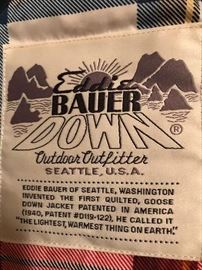 Eddie
BAUER
DOWN®
Outdoor Outfitter
SEATTLE, U.S.A.
EDDIE BAUER OF SEATTLE, WASHINGTON
INVENTED THE FIRST QUILTED, GOOSE
DOWN JACKET PATENTED IN AMERICA
(1940, PATENT #D119-122). HE CALLED IT
"THE LIGHTEST, WARMEST THING ON EARTH."